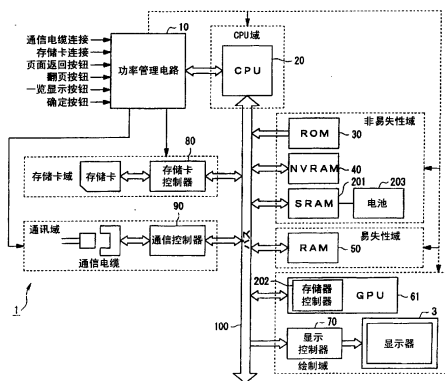 通信电缆连接
存储卡连接
页面返回按钮
翻页按钮
一览显示按钮
确定按钮
10
功率管理电路
CPU域
CPU
20
非易失性域
ROM
30
NVRAM
40
201
203
SRAM
电池
易失性域
RAM
50
80
存储卡域
存储卡
存储卡
控制器
90
通讯域
通信控制器
通信电缆
1
100
202
存储器
控制器
GPU
61
70
显示
控制器
3
显示器
绘制域